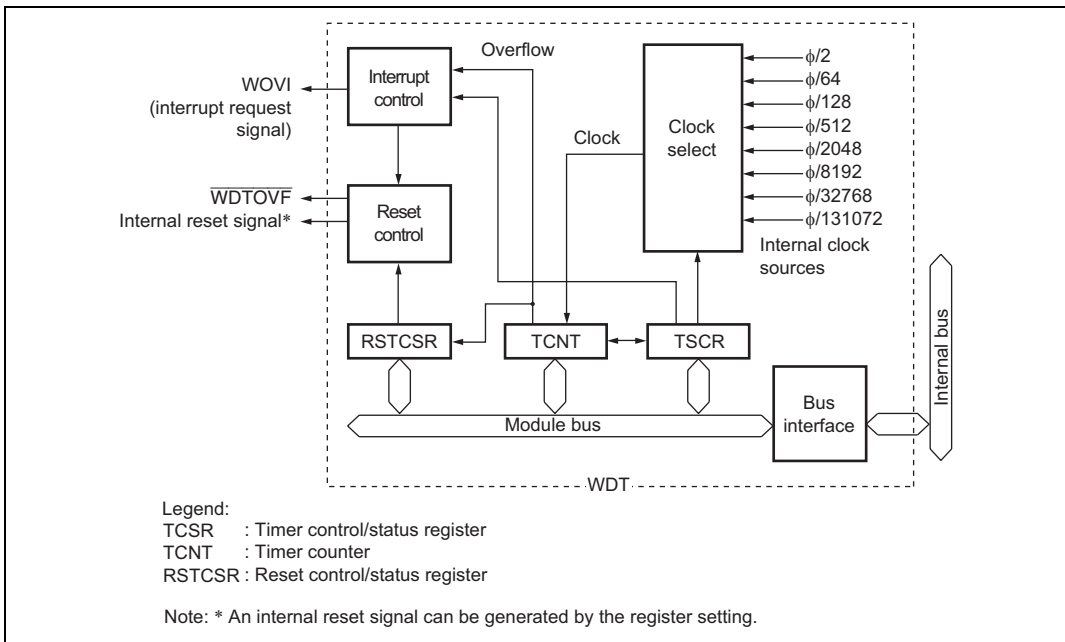 Overflow
Interrupt
control
WOVI
(interrupt request
signal)
WDTOVF
Internal reset signal*
Reset
control
Clock
Clock
select
ϕ/2
ϕ/64
ϕ/128
ϕ/512
ϕ/2048
ϕ/8192
ϕ/32768
ϕ/131072
Internal clock
sources
RSTCSR
TCNT
TSCR
Module bus
Bus
interface
Internal bus
WDT
Legend:
TCSR : Timer control/status register
TCNT : Timer counter
RSTCSR : Reset control/status register
Note: * An internal reset signal can be generated by the register setting.